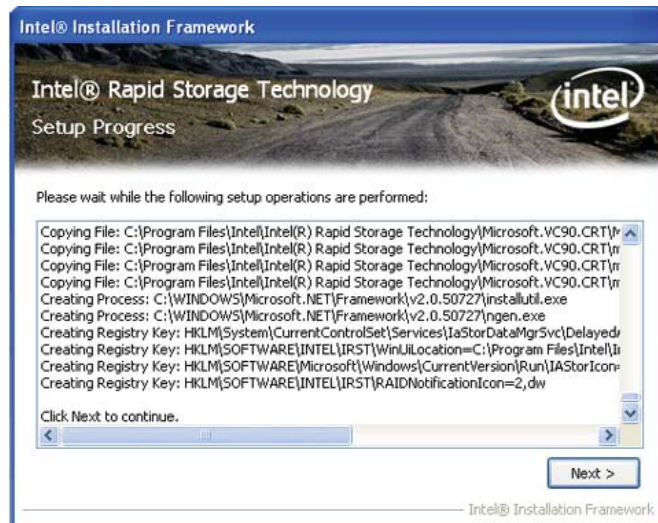 Intel® Installation Framework
Intel® Rapid Storage Technology
intel
Setup Progress
Please wait while the following setup operations are performed:
Copying File: C:\Program Files\Intel\Intel(R) Rapid Storage Technology\Microsoft.VC90.CRT\
Copying File: C:\Program Files\Intel\Intel(R) Rapid Storage Technology\Microsoft.VC90.CRT\
Copying File: C:\Program Files\Intel\Intel(R) Rapid Storage Technology\Microsoft.VC90.CRT\
Copying File: C:\Program Files\Intel\Intel(R) Rapid Storage Technology\Microsoft.VC90.CRT\
Creating Process: C:\WINDOWS\Microsoft.NET\Framework\v2.0.50727\installutil.exe
Creating Process: C:\WINDOWS\Microsoft.NET\Framework\v2.0.50727\ngen.exe
Creating Registry Key: HKLM\System\CurrentControlSet\Services\IaStorDataMgrSvc\Delayed
Creating Registry Key: HKLM\SOFTWARE\INTEL\IRST\WinUiLocation=C:\Program Files\Intel\
Creating Registry Key: HKLM\SOFTWARE\Microsoft\Windows\CurrentVersion\Run\IAStorIcon=
Creating Registry Key: HKLM\SOFTWARE\INTEL\IRST\RAIDNotificationIcon=2,dw
Click Next to continue.
Next >
Intel® Installation Framework